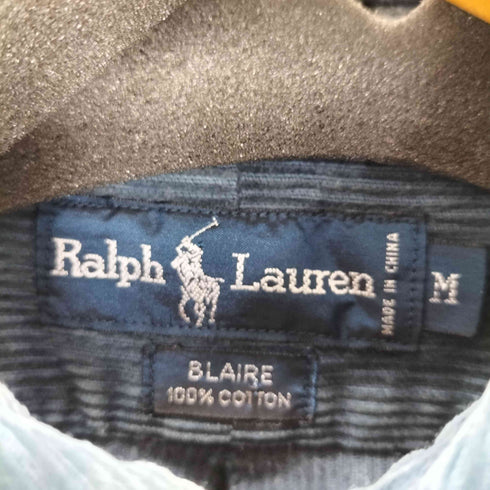 Ralph Lauren
MADE IN CHINA
M
BLAIRE
100% COTTON